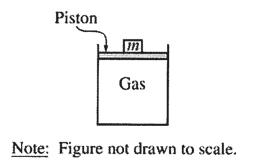 Piston
m
Gas
Note: Figure not drawn to scale.